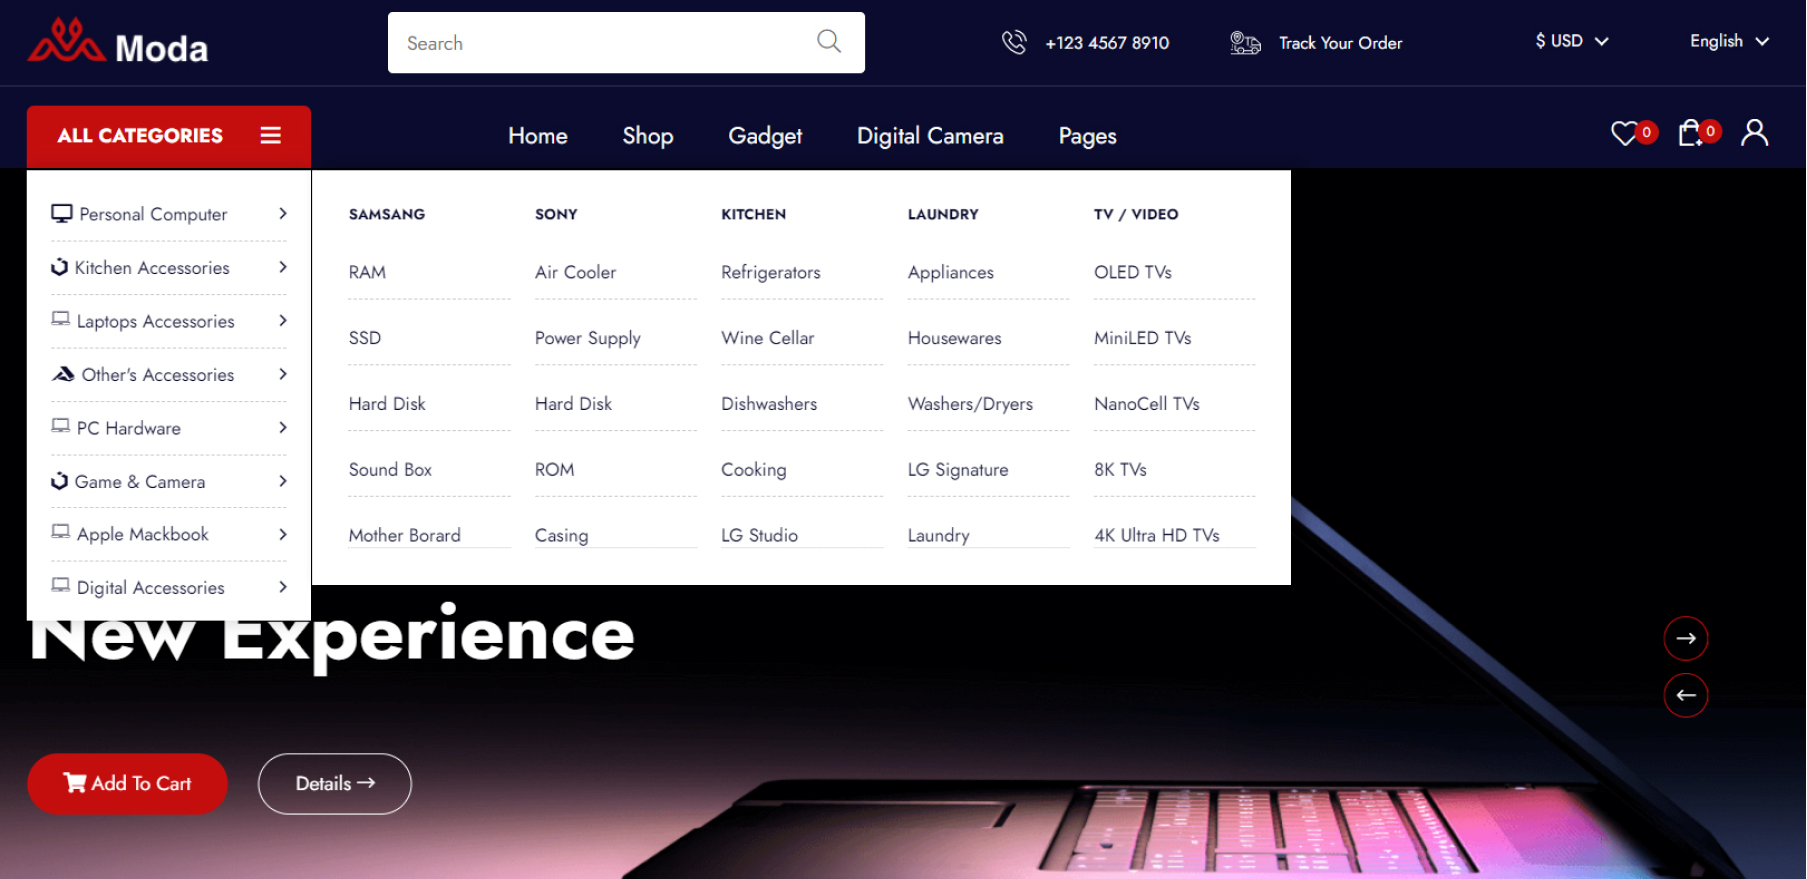 Moda
Search
+123 4567 8910
Track Your Order
$ USD
English
ALL CATEGORIES
Home
Shop
Gadget
Digital Camera
Pages
0
0
Personal Computer
Kitchen Accessories
Laptops Accessories
Other's Accessories
PC Hardware
Game & Camera
Apple Mackbook
Digital Accessories
SAMSANG
RAM
SSD
Hard Disk
Sound Box
Mother Borard
SONY
Air Cooler
Power Supply
Hard Disk
ROM
Casing
KITCHEN
Refrigerators
Wine Cellar
Dishwashers
Cooking
LG Studio
LAUNDRY
Appliances
Housewares
Washers/Dryers
LG Signature
Laundry
TV / VIDEO
OLED TVs
MiniLED TVs
NanoCell TVs
8K TVs
4K Ultra HD TVs
New Experience
Add To Cart
Details →